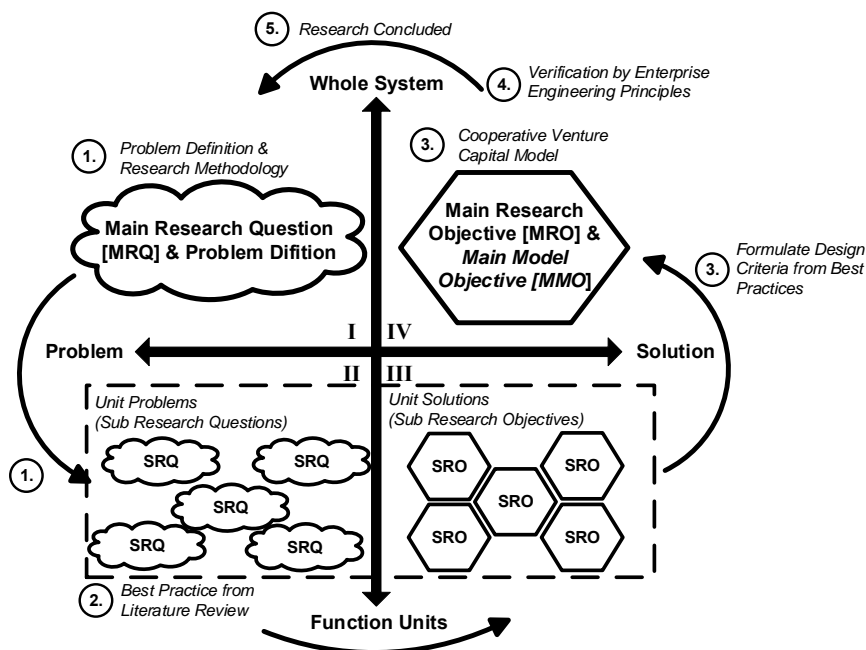 5.
Research Concluded
Whole System
4.
Verification by Enterprise
Engineering Principles
1.
Problem Definition &
Research Methodology
3.
Cooperative Venture
Capital Model
Main Research Question
[MRQ] & Problem Difition
Main Research
Objective [MRO] &
Main Model
Objective [MMO]
3.
Formulate Design
Criteria from Best
Practices
I
IV
Problem
Solution
II
III
Unit Problems
(Sub Research Questions)
Unit Solutions
(Sub Research Objectives)
1.
SRQ
SRQ
SRQ
SRQ
SRQ
SRO
SRO
SRO
SRO
SRO
2.
Best Practice from
Literature Review
Function Units